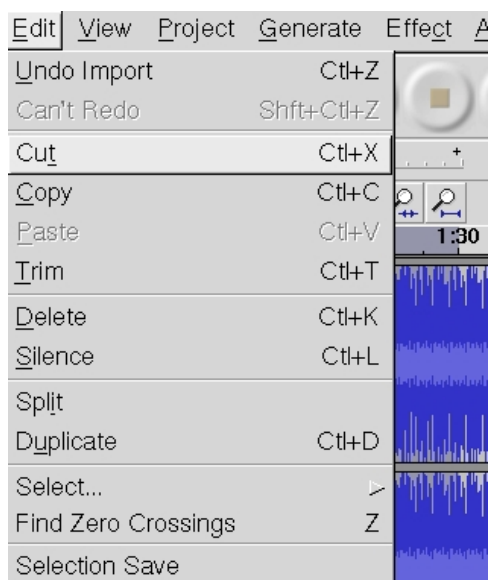 Edit View Project Generate Effect A
Undo Import Ctl+Z
Can't Redo Shft+Ctl+Z
Cut Ctl+X
Copy Ctl+C
Paste Ctl+V
1:30
Trim Ctl+T
Delete Ctl+K
Silence Ctl+L
Split
Duplicate Ctl+D
Select...
Find Zero Crossings Z
Selection Save